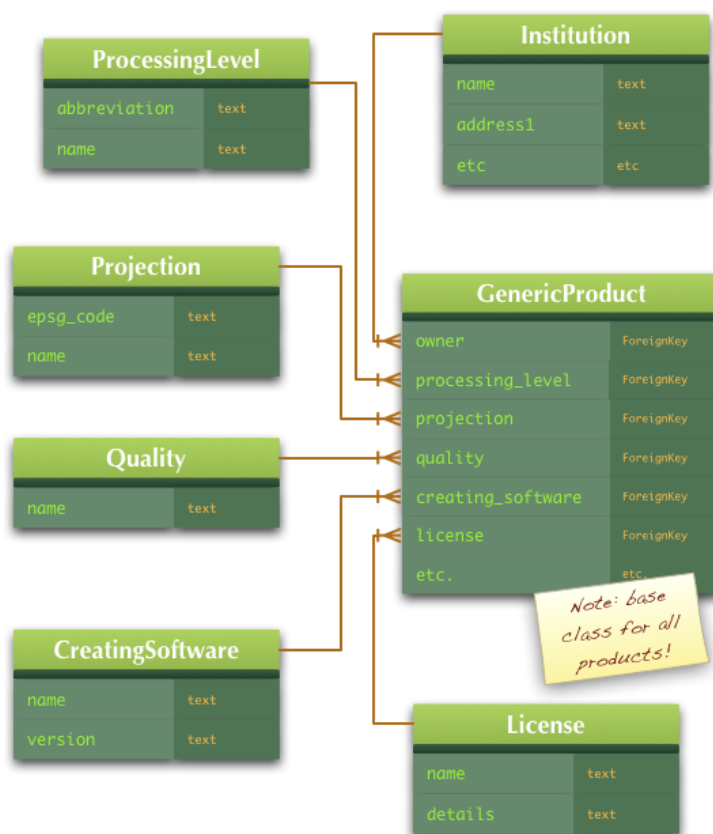 Institution
name text
address1 text
etc etc
ProcessingLevel
abbreviation text
name text
Projection
epsg_code text
name text
GenericProduct
owner ForeignKey
processing_level ForeignKey
projection ForeignKey
quality ForeignKey
creating_software ForeignKey
license ForeignKey
etc. etc.
Note: base
class for all
products!
Quality
name text
CreatingSoftware
name text
version text
License
name text
details text